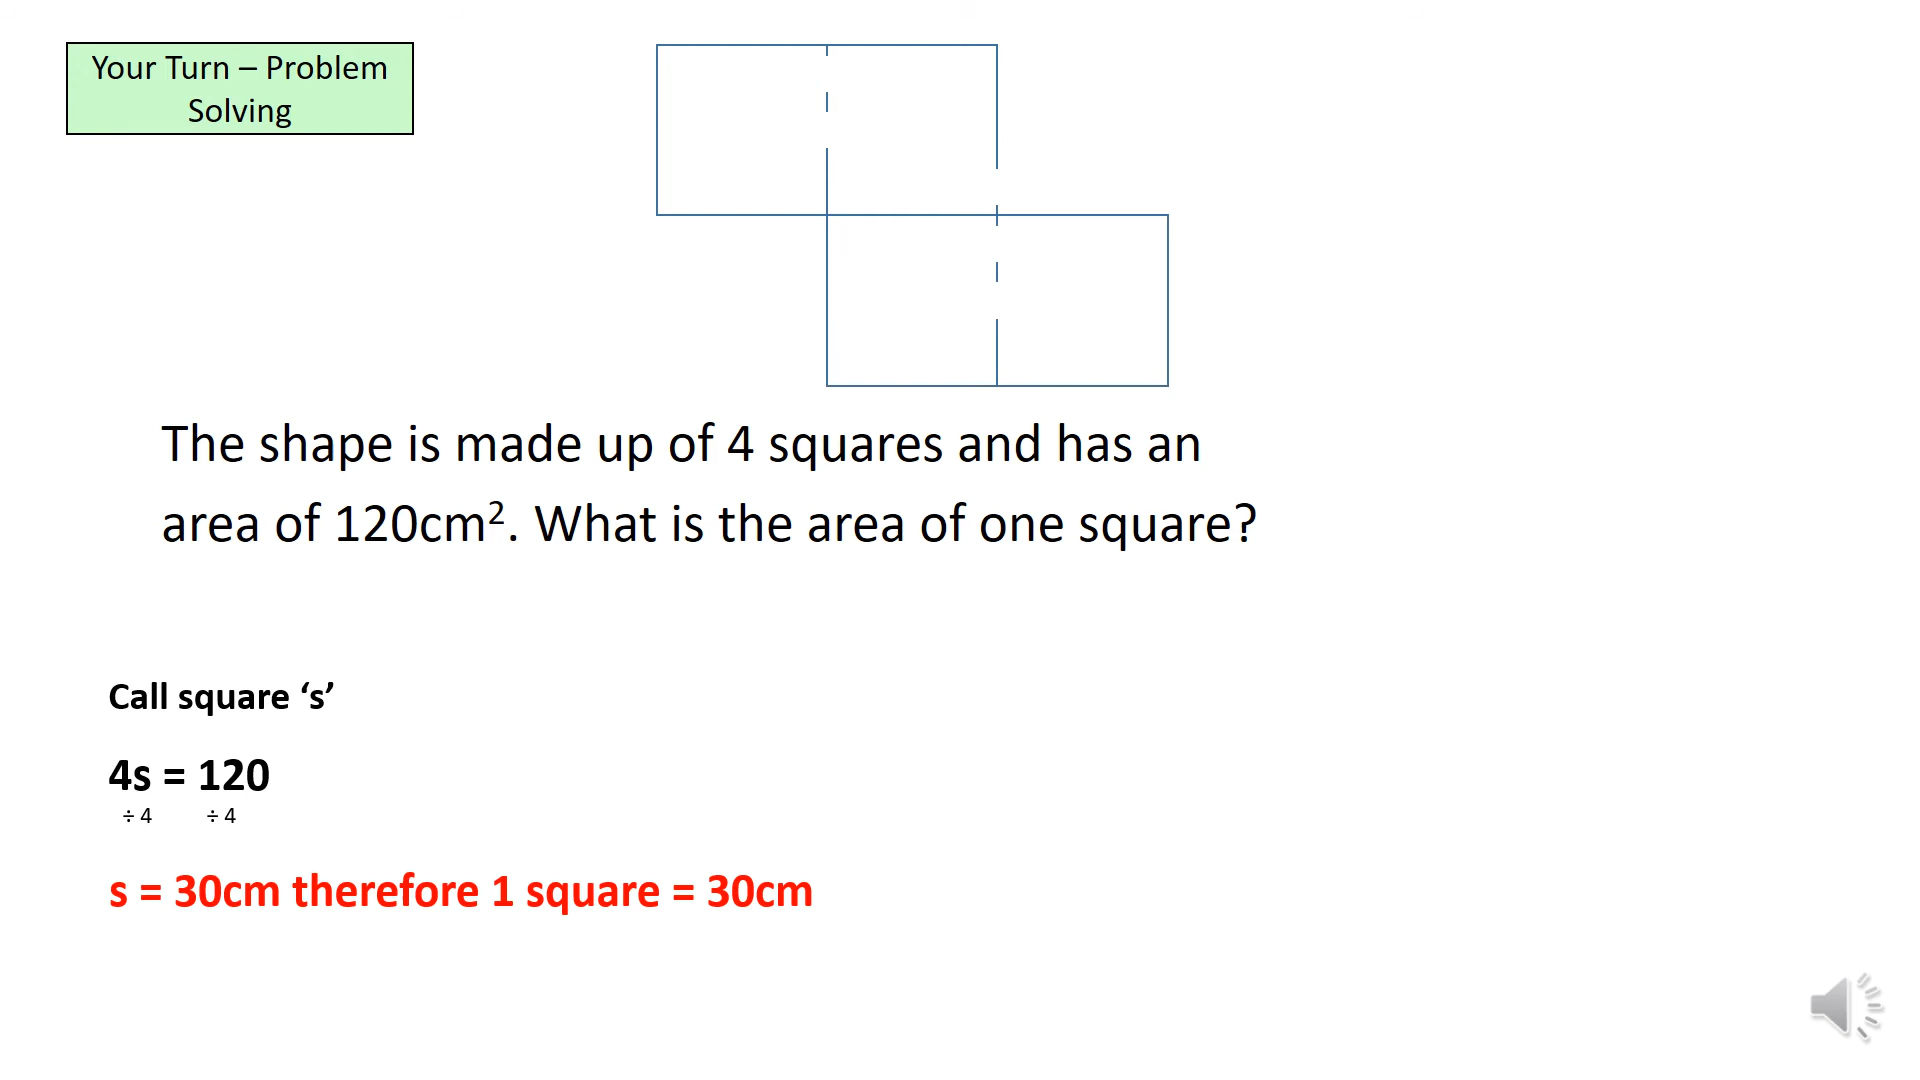 Your Turn – Problem
Solving
The shape is made up of 4 squares and has an
area of 120cm². What is the area of one square?
Call square ‘s’
4s = 120
÷ 4 ÷ 4
s = 30cm therefore 1 square = 30cm